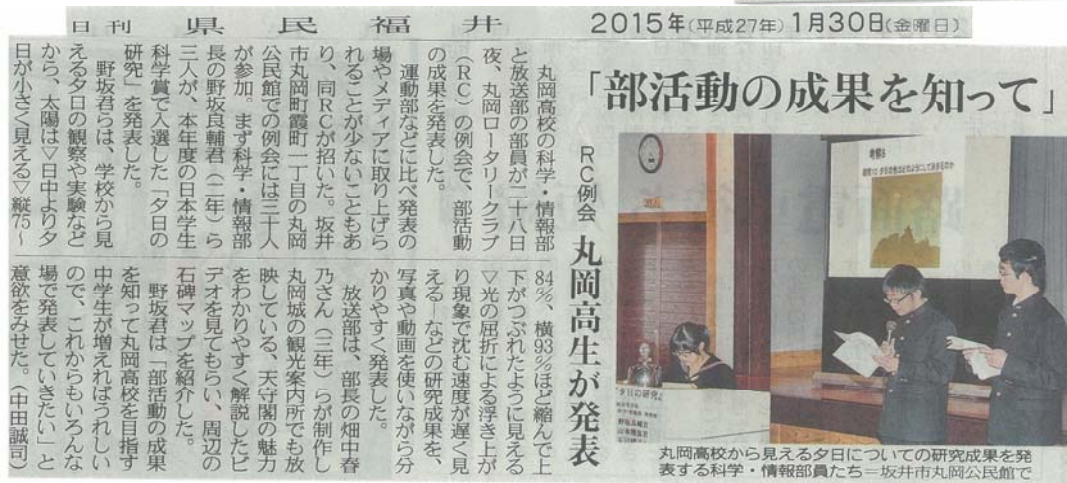 日刊 県民福井 2015年(平成27年)1月30日(金曜日)
「部活動の成果を知って」
RC例会 丸岡高生が発表
丸岡高校の科学・情報部
と放送部の部員が二十八日
夜、丸岡ロータリークラブ
(RC)の例会で、部活動
の成果を発表した。
運動部などに比べ発表の
場やメディアに取り上げら
れることが少ないこともあ
り、同RCが招いた。坂井
市丸岡町霞町一丁目の丸岡
公民館での例会には三十人
が参加。まず科学・情報部
長の野坂良輔君(二年)ら
三人が、本年度の日本学生
科学賞で入選した「夕日の
研究」を発表した。
野坂君らは、学校から見
える夕日の観察や実験など
から、太陽は▽日中より夕
日が小さく見える▽縦75〜
84%、横93%ほど縮んで上
下がつぶれたように見える
▽光の屈折による浮き上が
り現象で沈む速度が遅く見
える―などの研究成果を、
写真や動画を使いながら分
かりやすく発表した。
放送部は、部長の畑中春
乃さん(三年)らが制作し
丸岡城の観光案内所でも放
映している、天守閣の魅力
をわかりやすく解説したビ
デオを見てもらい、周辺の
石碑マップを紹介した。
野坂君は「部活動の成果
を知って丸岡高校を目指す
中学生が増えればうれしい
ので、これからもいろんな
場で発表していきたい」と
意欲をみせた。(中田誠司)
考察6
夕日の研究
丸岡高校から見える夕日についての研究成果を発
表する科学・情報部員たち=坂井市丸岡公民館で